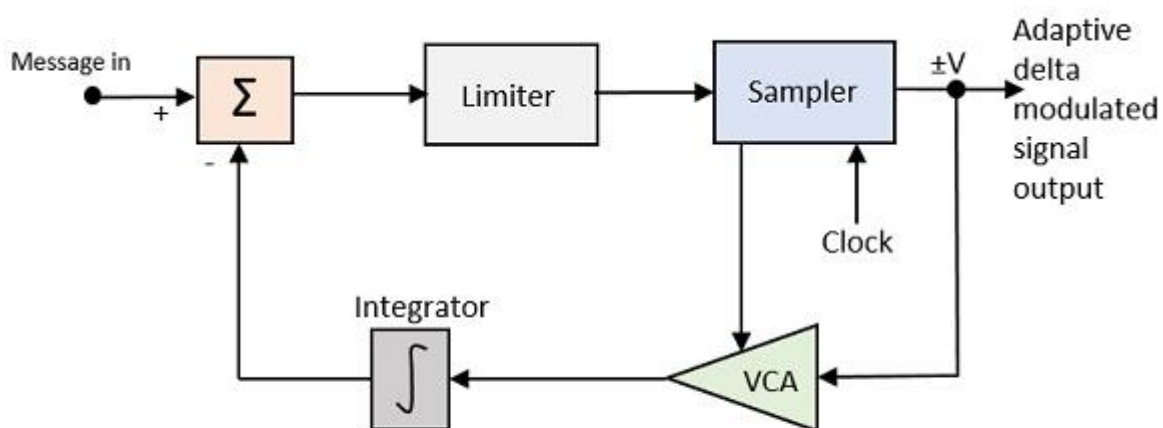 Message in
+
Σ
-
Limiter
Sampler
±V
Adaptive
delta
modulated
signal
output
Clock
Integrator
∫
VCA